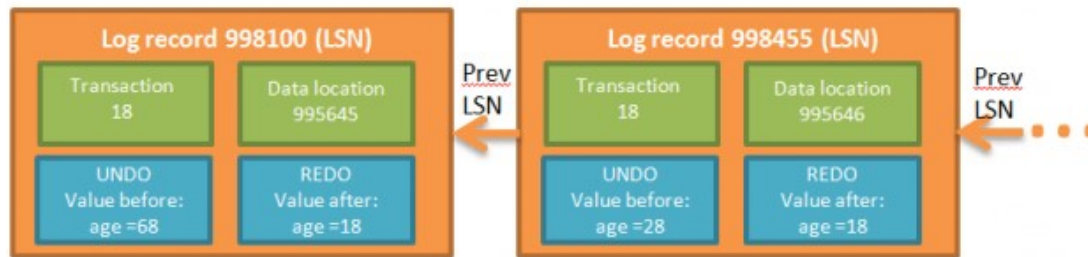 Log record 998100 (LSN)
Transaction
18
Data location
995645
UNDO
Value before:
age =68
REDO
Value after:
age =18
Prev
LSN
Log record 998455 (LSN)
Transaction
18
Data location
995646
UNDO
Value before:
age =28
REDO
Value after:
age =18
Prev
LSN